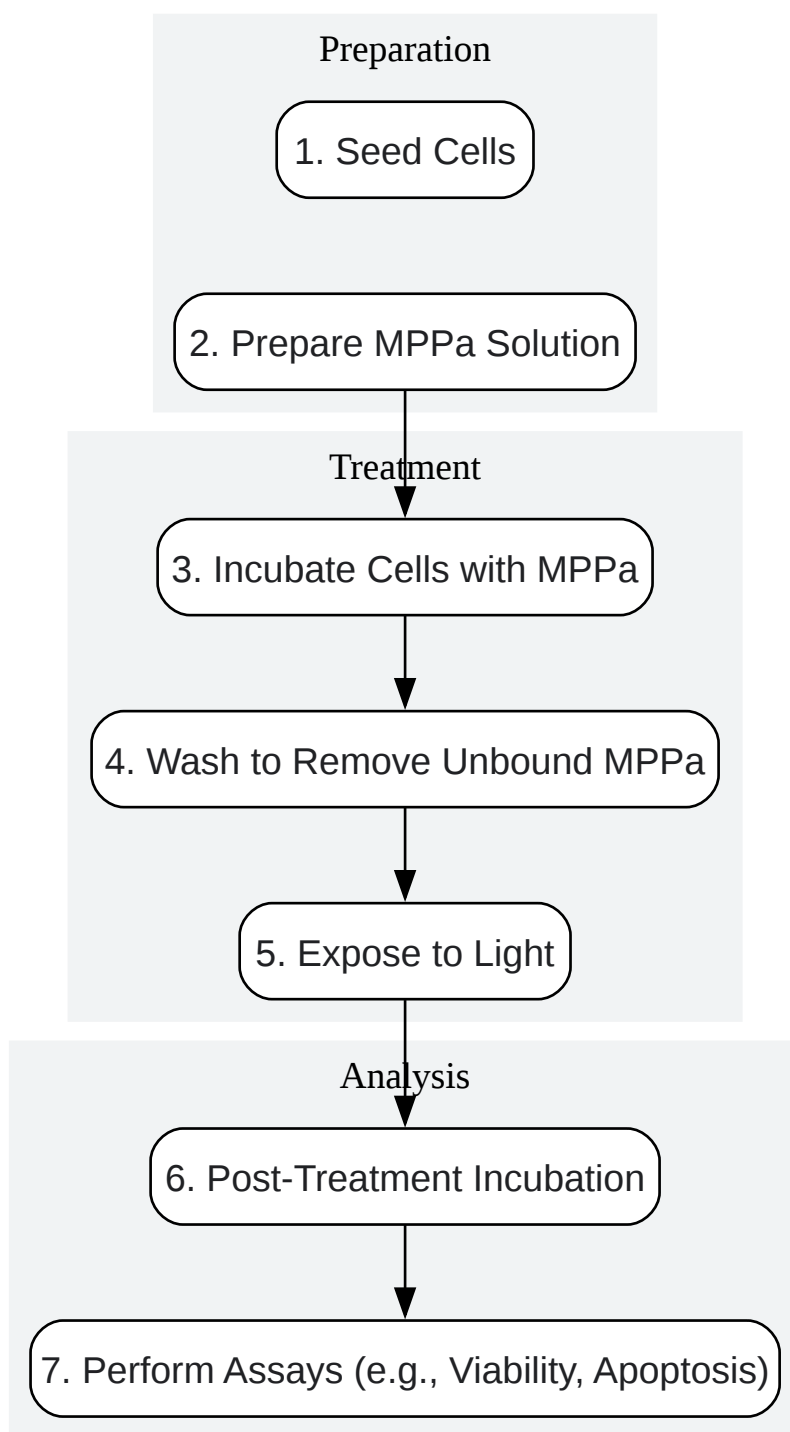 Preparation
1. Seed Cells
2. Prepare MPPa Solution
Treatment
3. Incubate Cells with MPPa
4. Wash to Remove Unbound MPPa
5. Expose to Light
Analysis
6. Post-Treatment Incubation
7. Perform Assays (e.g., Viability, Apoptosis)